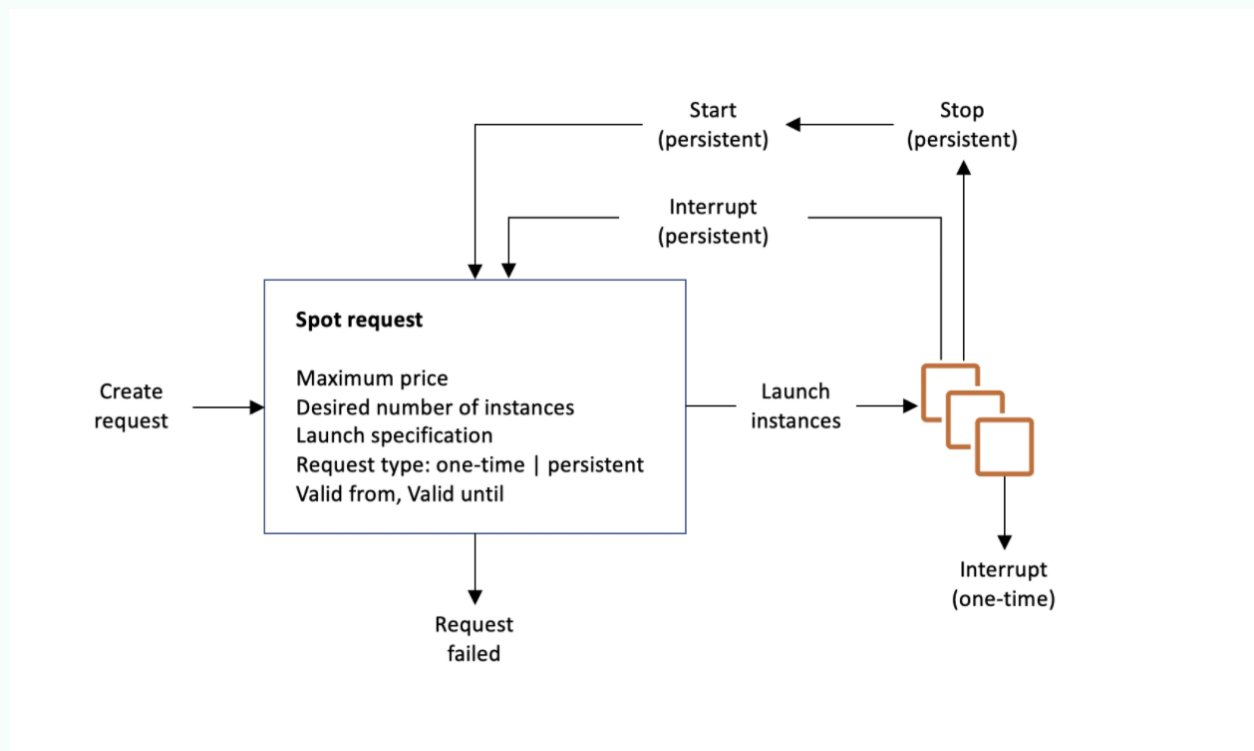 Start
(persistent)
Stop
(persistent)
Interrupt
(persistent)
Create
request
Spot request
Maximum price
Desired number of instances
Launch specification
Request type: one-time | persistent
Valid from, Valid until
Launch
instances
Interrupt
(one-time)
Request
failed